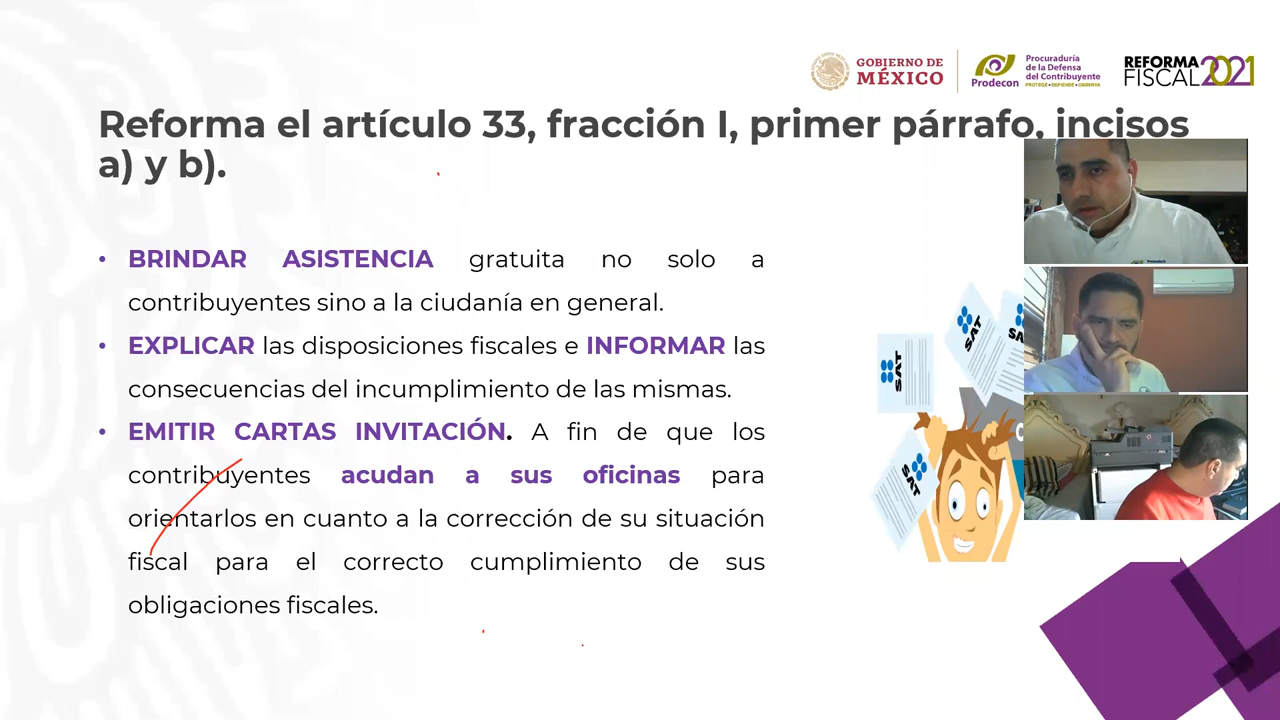 GOBIERNO DE
MÉXICO
Prodecon
Procuraduría
de la Defensa
del Contribuyente
PROTEGE • DEFIENDE • OBSERVA
REFORMA
FISCAL 2021
Reforma el artículo 33, fracción I, primer párrafo, incisos
a) y b).
• BRINDAR ASISTENCIA gratuita no solo a
contribuyentes sino a la ciudanía en general.
• EXPLICAR las disposiciones fiscales e INFORMAR las
consecuencias del incumplimiento de las mismas.
• EMITIR CARTAS INVITACIÓN. A fin de que los
contribuyentes acudan a sus oficinas para
orientarlos en cuanto a la corrección de su situación
fiscal para el correcto cumplimiento de sus
obligaciones fiscales.
SAT
SAT
SAT
SAT